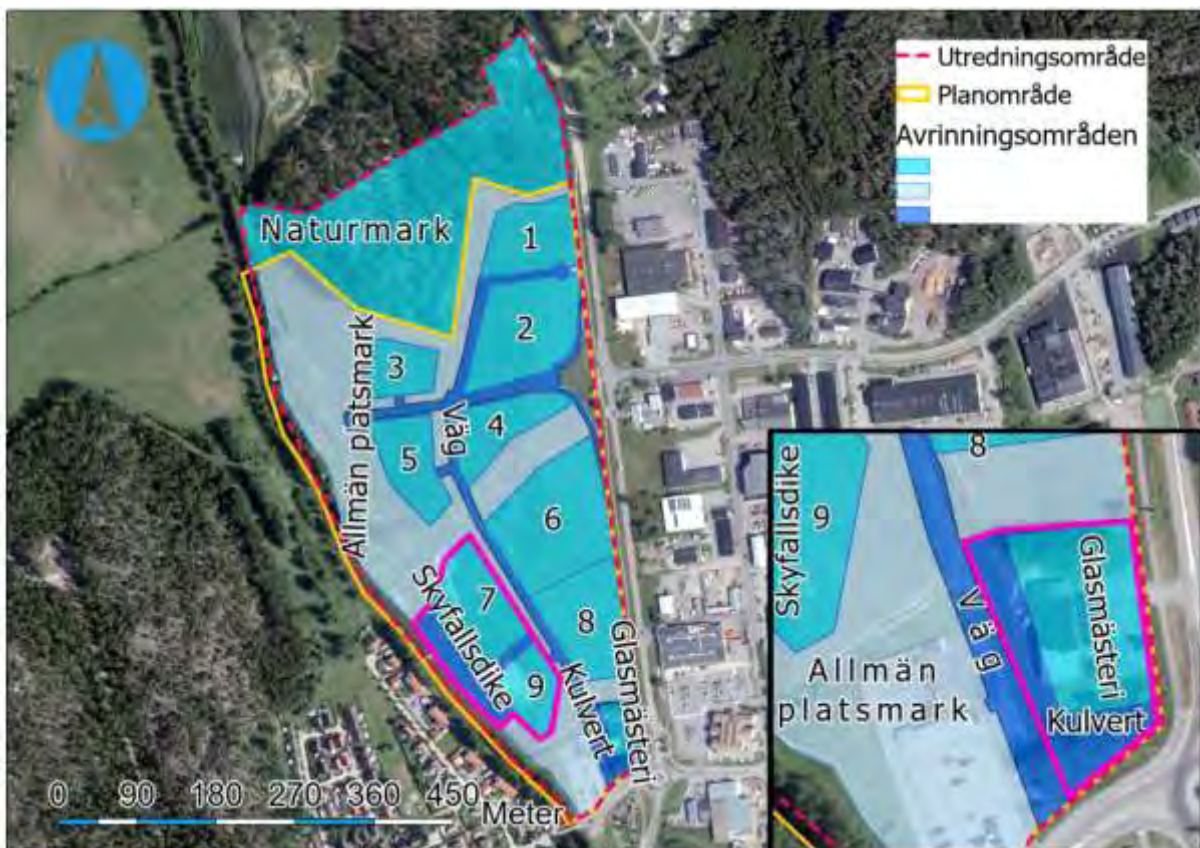 Utredningsområde
Planområde
Avrinningsområden
Naturmark
1
2
3
Allmän platsmark
Väg
4
5
6
7
Skyfallsdike
8
9
Kulvert
Glasmästeri
0 90 180 270 360 450
Meter
8
9
Skyfallsdike
Glasmästeri
Väg
Allmän
platsmark
Kulvert